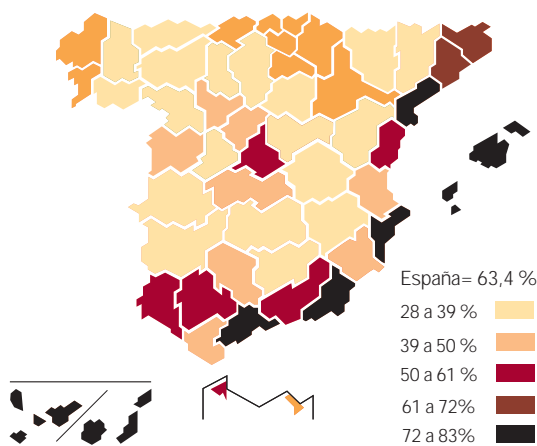 España= 63,4 %
28 a 39 %
39 a 50 %
50 a 61 %
61 a 72%
72 a 83%